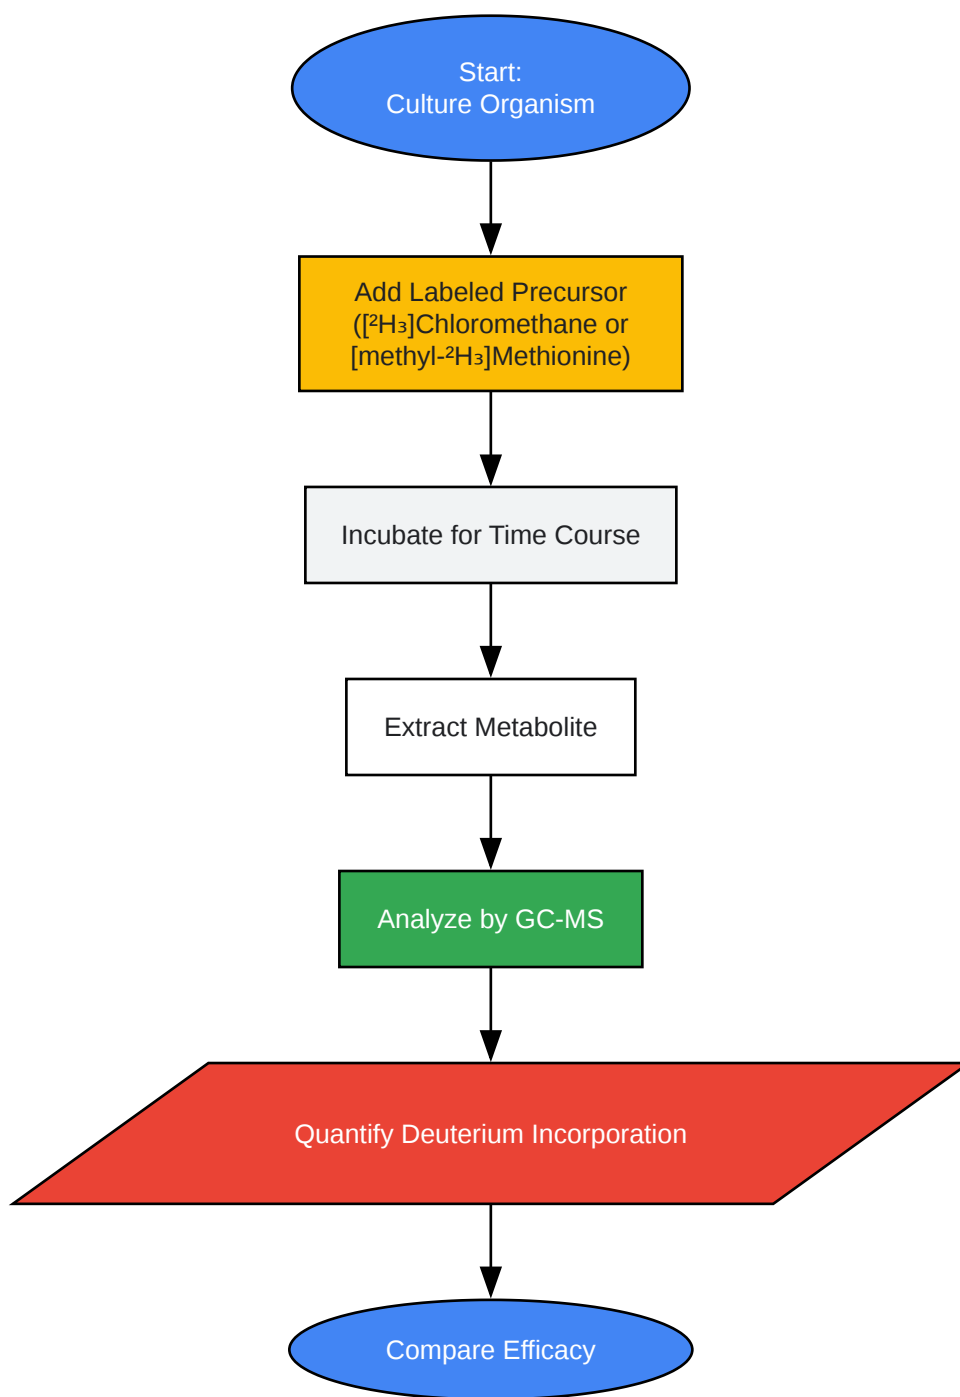 Start:
Culture Organism
Add Labeled Precursor
([²H₃]Chloromethane or
[methyl-²H₃]Methionine)
Incubate for Time Course
Extract Metabolite
Analyze by GC-MS
Quantify Deuterium Incorporation
Compare Efficacy